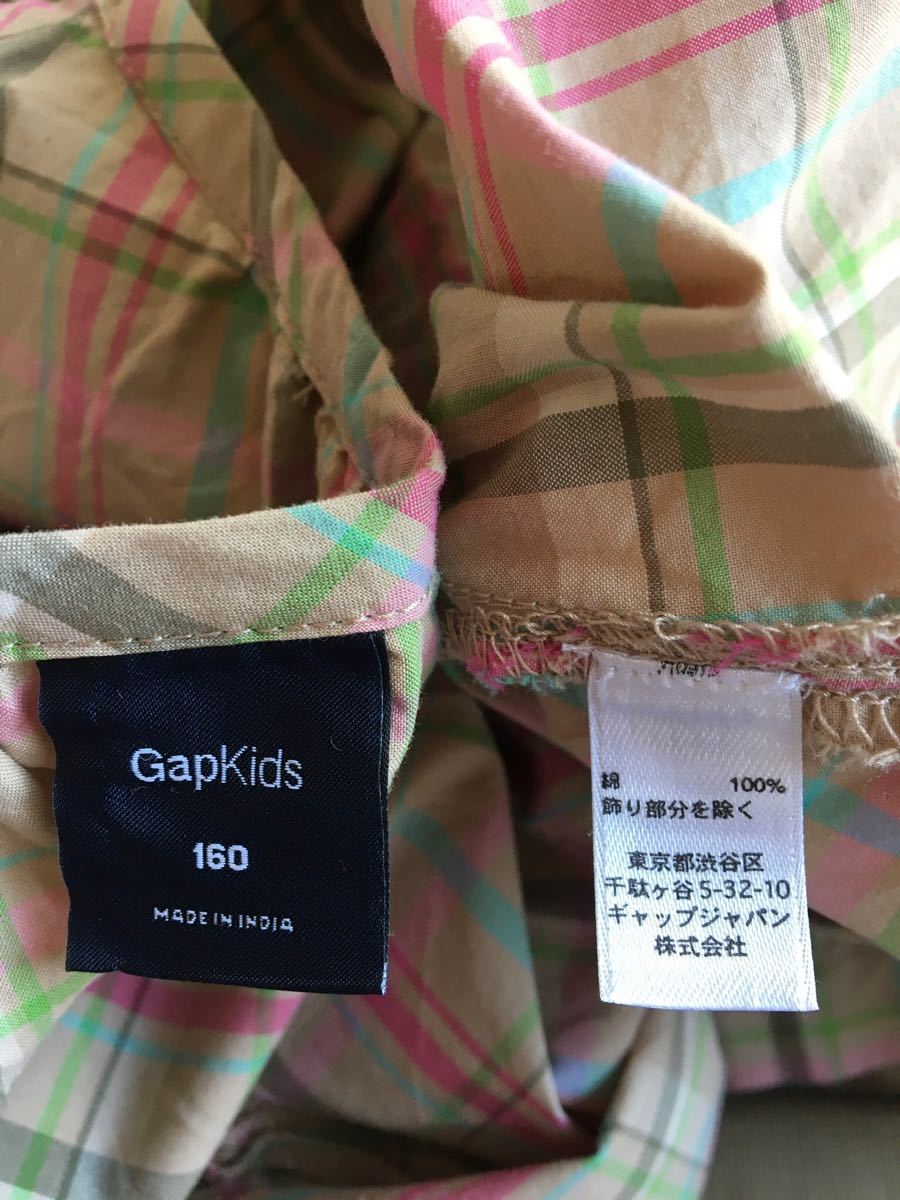 GapKids
160
MADE IN INDIA
綿 100%
飾り部分を除く
東京都渋谷区
千駄ヶ谷5-32-10
ギャップジャパン
株式会社